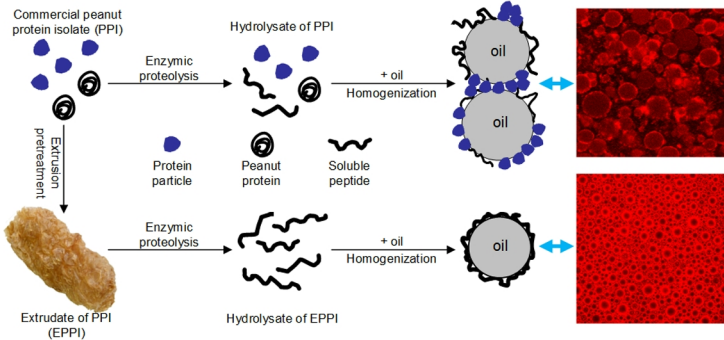 Commercial peanut
protein isolate (PPI)
Hydrolysate of PPI
Enzymic
proteolysis
+ oil
Homogenization
oil
oil
Extrusion
pretreatment
Protein
particle
Peanut
protein
Soluble
peptide
Enzymic
proteolysis
+ oil
Homogenization
oil
Extrudate of PPI
(EPPI)
Hydrolysate of EPPI